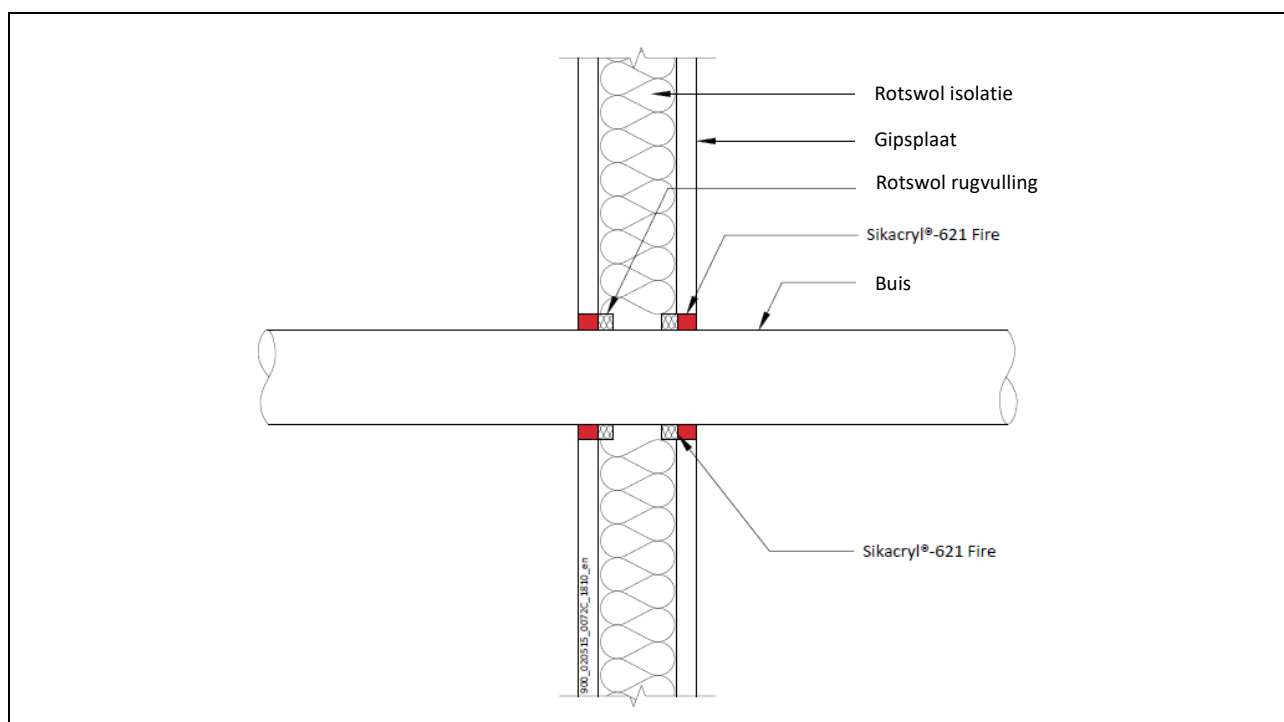 Rotswol isolatie
Gipsplaat
Rotswol rugvulling
Sikacryl®-621 Fire
Buis
Sikacryl®-621 Fire
900_020515_0072C_1810_en